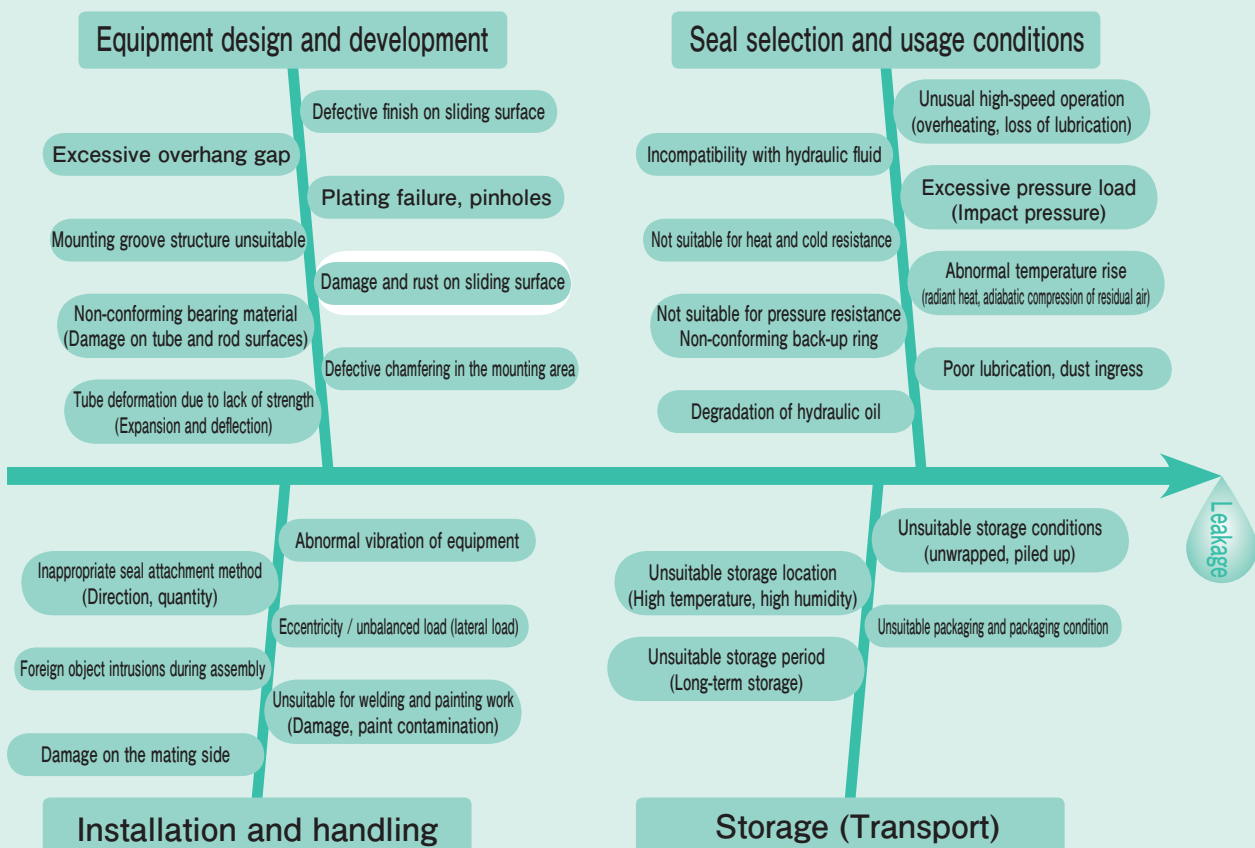 Equipment design and development
Defective finish on sliding surface
Excessive overhang gap
Plating failure, pinholes
Mounting groove structure unsuitable
Damage and rust on sliding surface
Non-conforming bearing material
(Damage on tube and rod surfaces)
Defective chamfering in the mounting area
Tube deformation due to lack of strength
(Expansion and deflection)
Seal selection and usage conditions
Unusual high-speed operation
(overheating, loss of lubrication)
Incompatibility with hydraulic fluid
Excessive pressure load
(Impact pressure)
Not suitable for heat and cold resistance
Abnormal temperature rise
(radiant heat, adiabatic compression of residual air)
Not suitable for pressure resistance
Non-conforming back-up ring
Poor lubrication, dust ingress
Degradation of hydraulic oil
Leakage
Abnormal vibration of equipment
Inappropriate seal attachment method
(Direction, quantity)
Eccentricity / unbalanced load (lateral load)
Foreign object intrusions during assembly
Unsuitable for welding and painting work
(Damage, paint contamination)
Damage on the mating side
Installation and handling
Unsuitable storage conditions
(unwrapped, piled up)
Unsuitable storage location
(High temperature, high humidity)
Unsuitable packaging and packaging condition
Unsuitable storage period
(Long-term storage)
Storage (Transport)